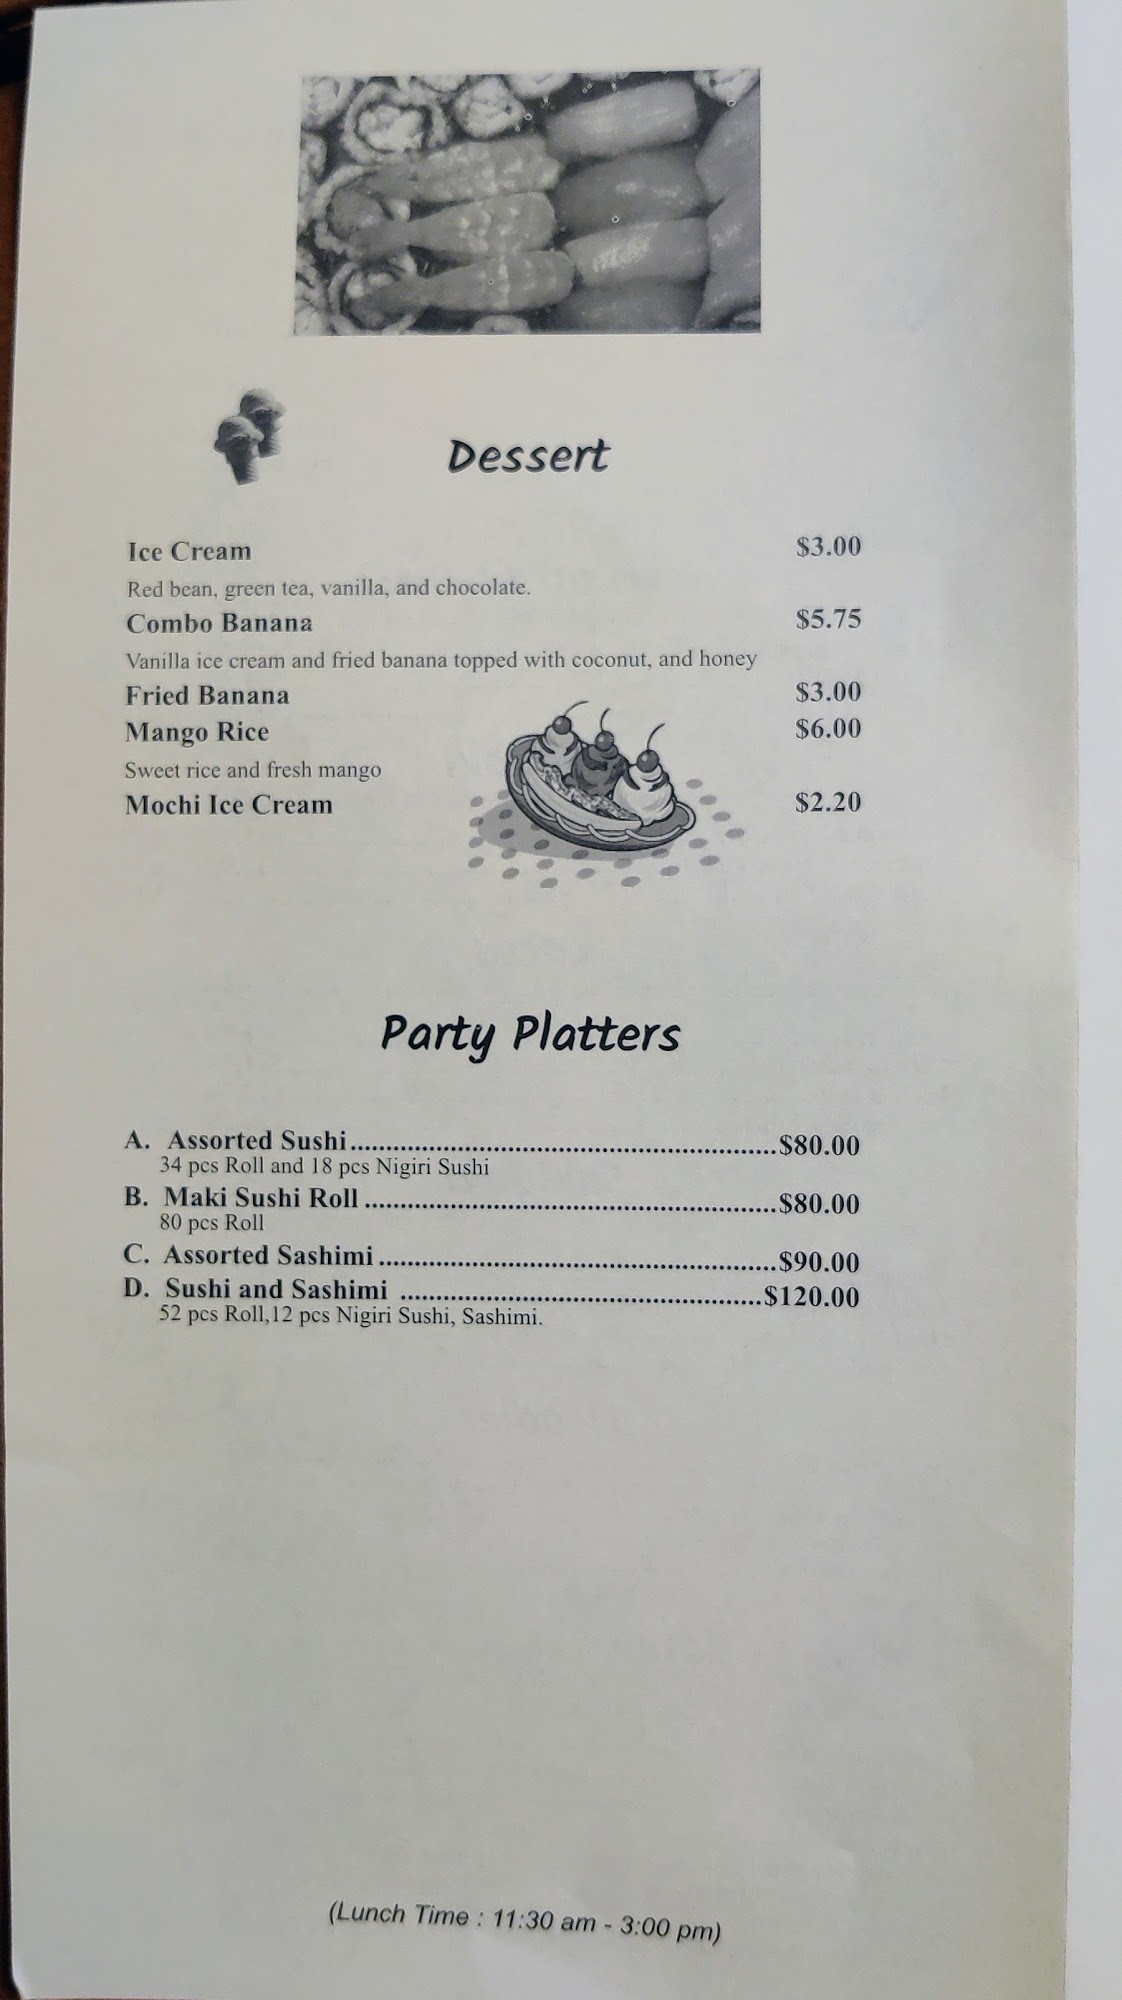 Dessert
Ice Cream $3.00
Red bean, green tea, vanilla, and chocolate.
Combo Banana $5.75
Vanilla ice cream and fried banana topped with coconut, and honey
Fried Banana $3.00
Mango Rice $6.00
Sweet rice and fresh mango
Mochi Ice Cream $2.20
Party Platters
A. Assorted Sushi..............................................................$80.00
34 pcs Roll and 18 pcs Nigiri Sushi
B. Maki Sushi Roll ............................................................$80.00
80 pcs Roll
C. Assorted Sashimi ..........................................................$90.00
D. Sushi and Sashimi .....................................................$120.00
52 pcs Roll,12 pcs Nigiri Sushi, Sashimi.
(Lunch Time : 11:30 am - 3:00 pm)